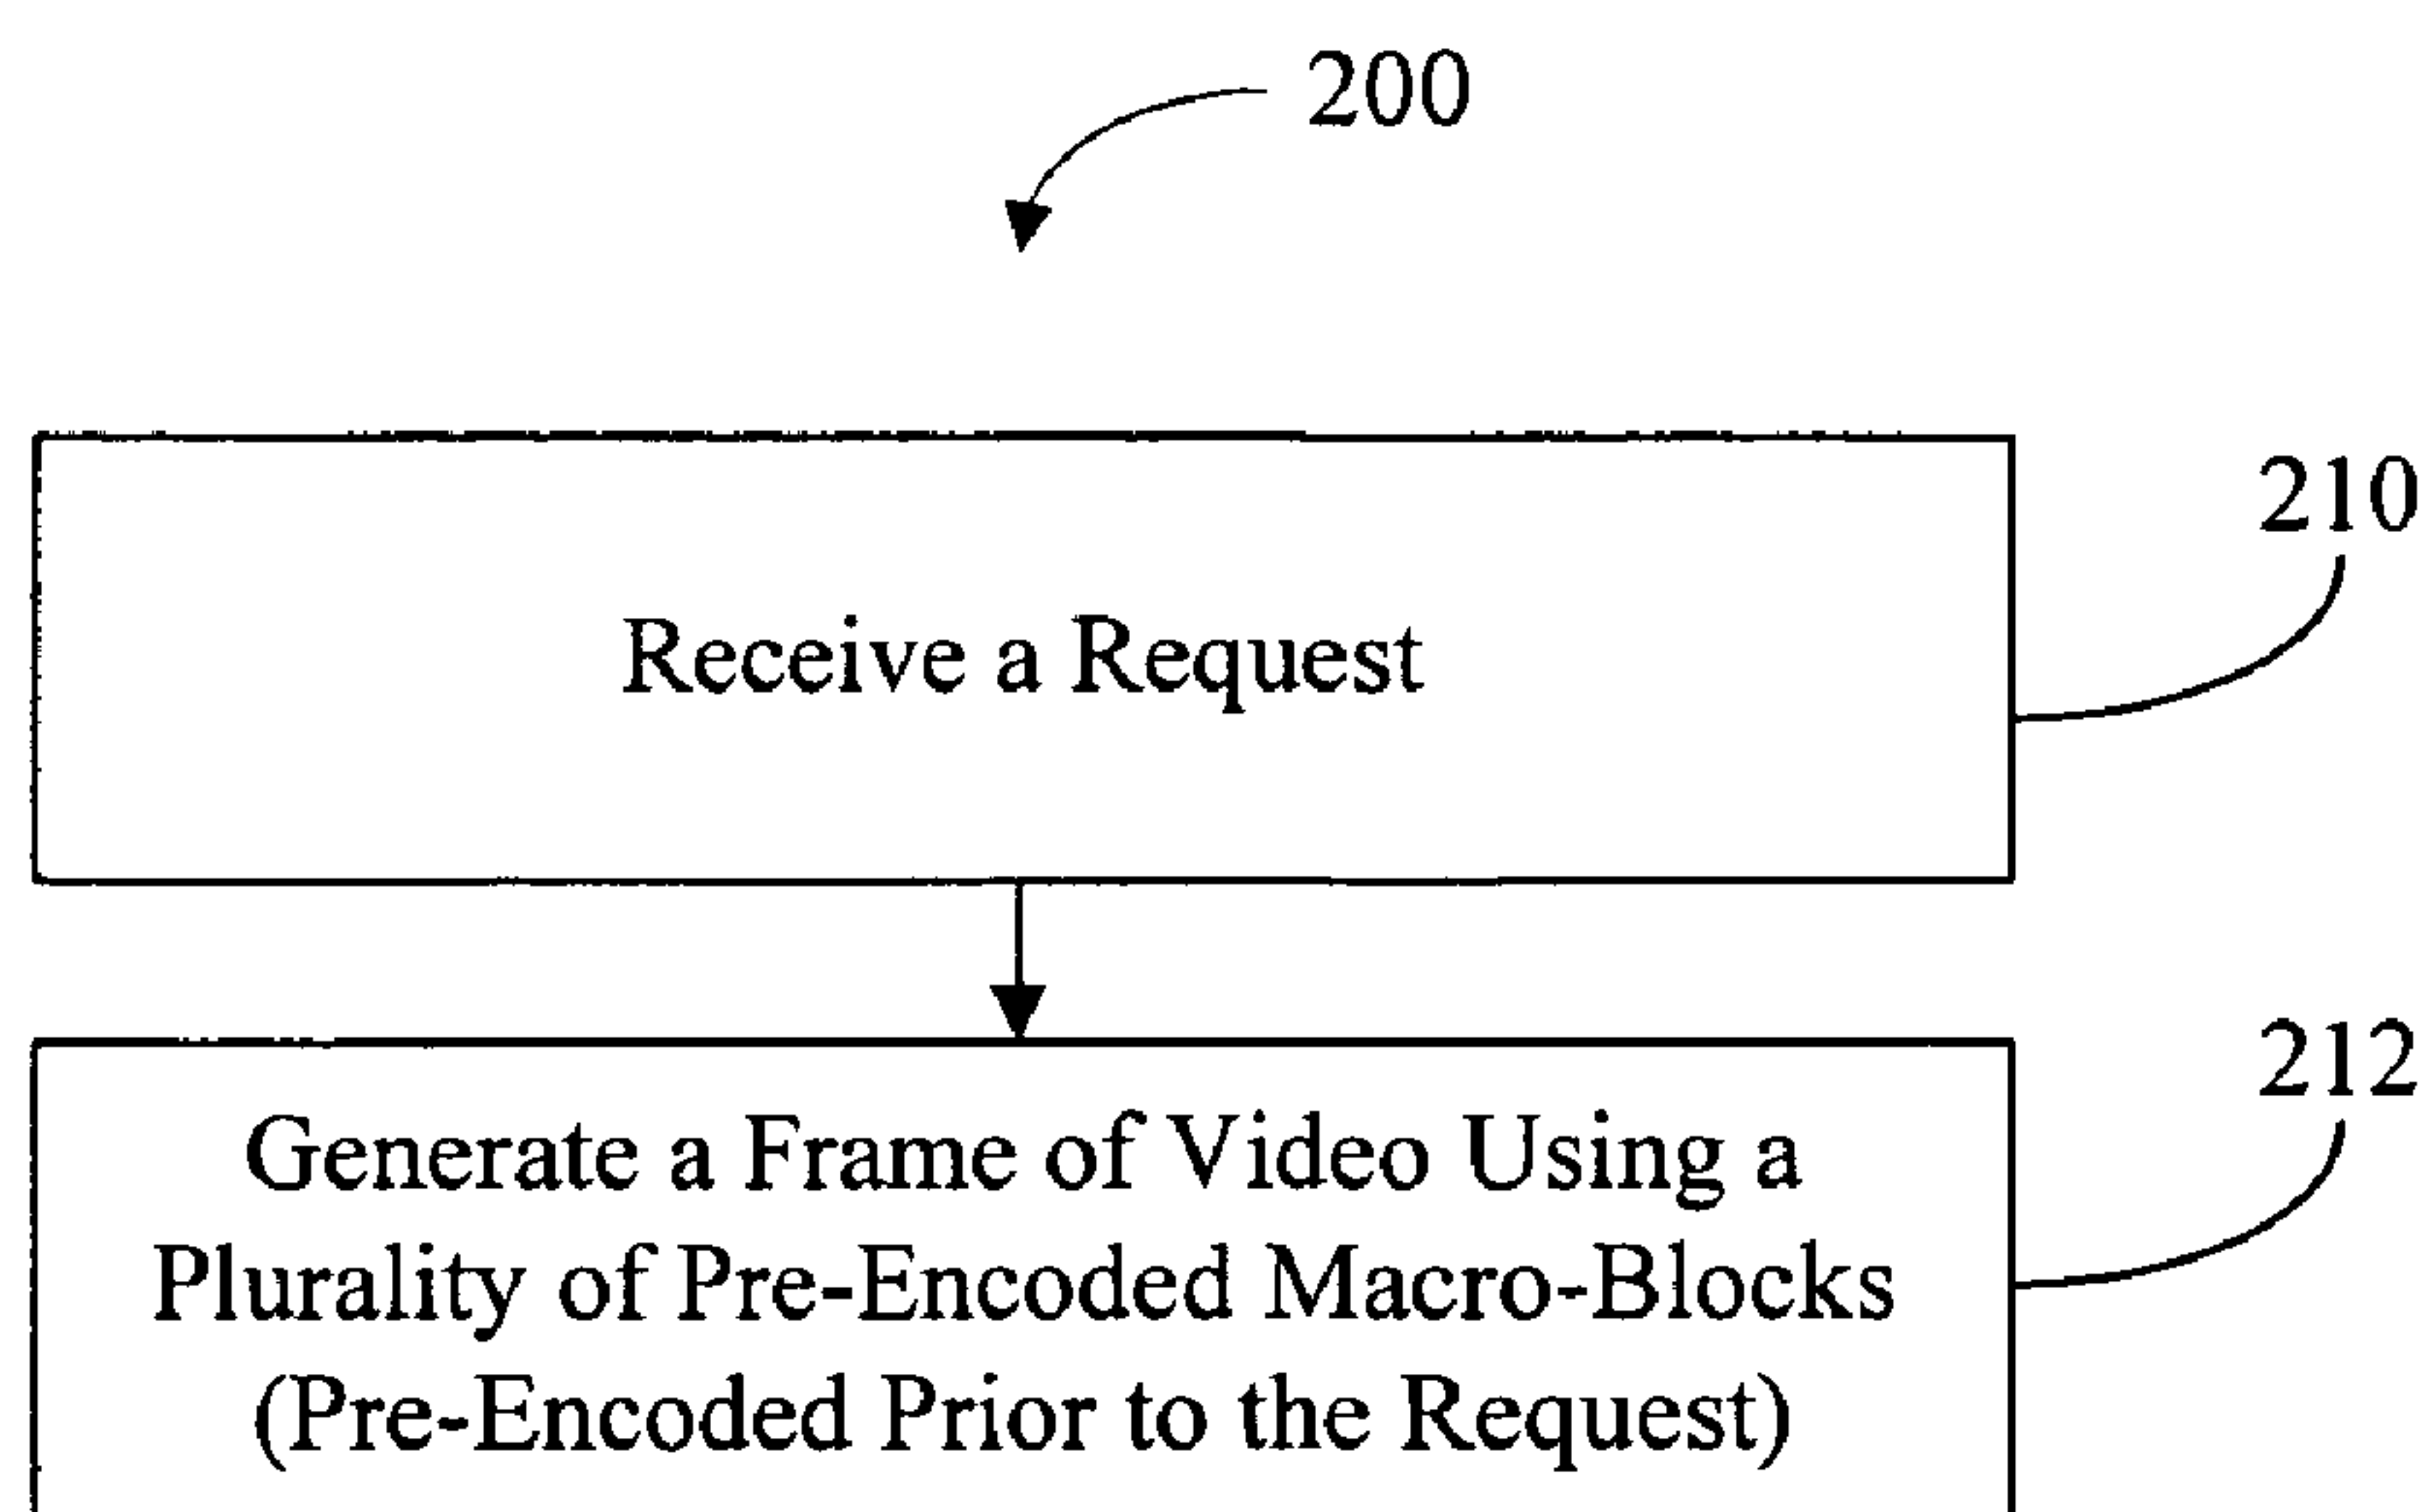 200
210
Receive a Request
212
Generate a Frame of Video Using a
Plurality of Pre-Encoded Macro-Blocks
(Pre-Encoded Prior to the Request)